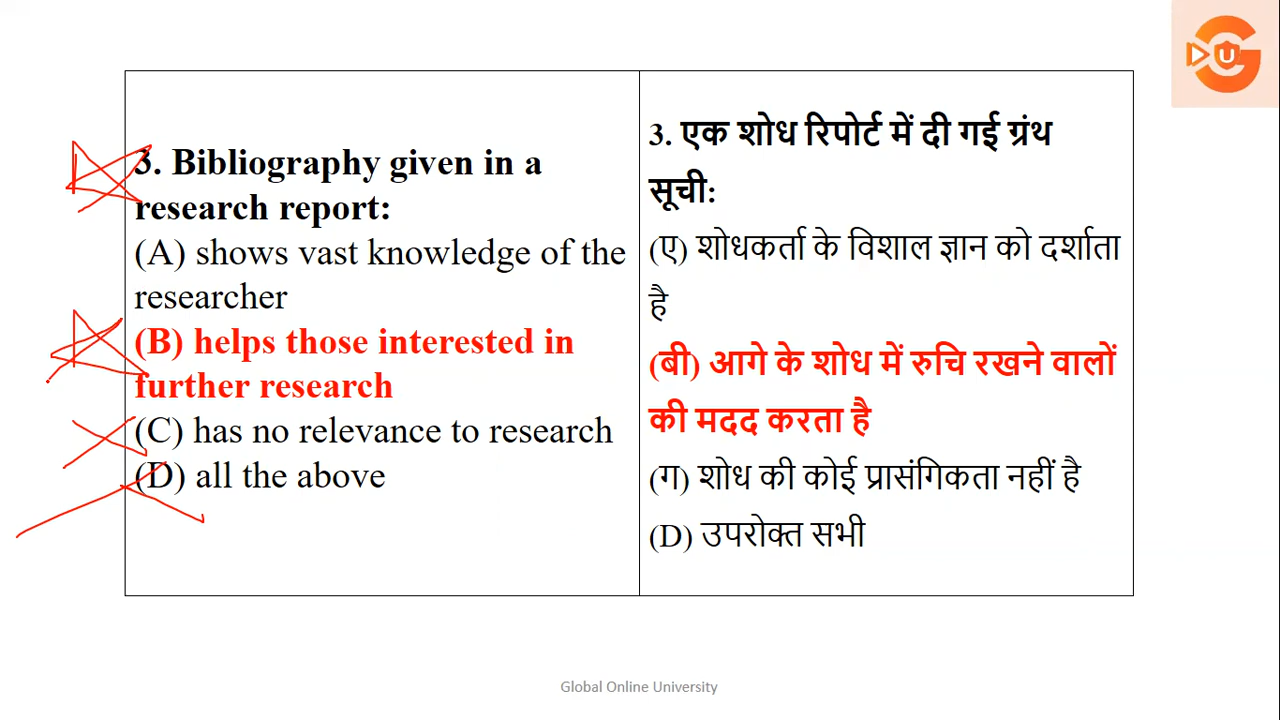 U
3. Bibliography given in a
research report:
(A) shows vast knowledge of the
researcher
(B) helps those interested in
further research
(C) has no relevance to research
(D) all the above
3. एक शोध रिपोर्ट में दी गई ग्रंथ
सूची:
(ए) शोधकर्ता के विशाल ज्ञान को दर्शाता
है
(बी) आगे के शोध में रुचि रखने वालों
की मदद करता है
(ग) शोध की कोई प्रासंगिकता नहीं है
(D) उपरोक्त सभी
Global Online University